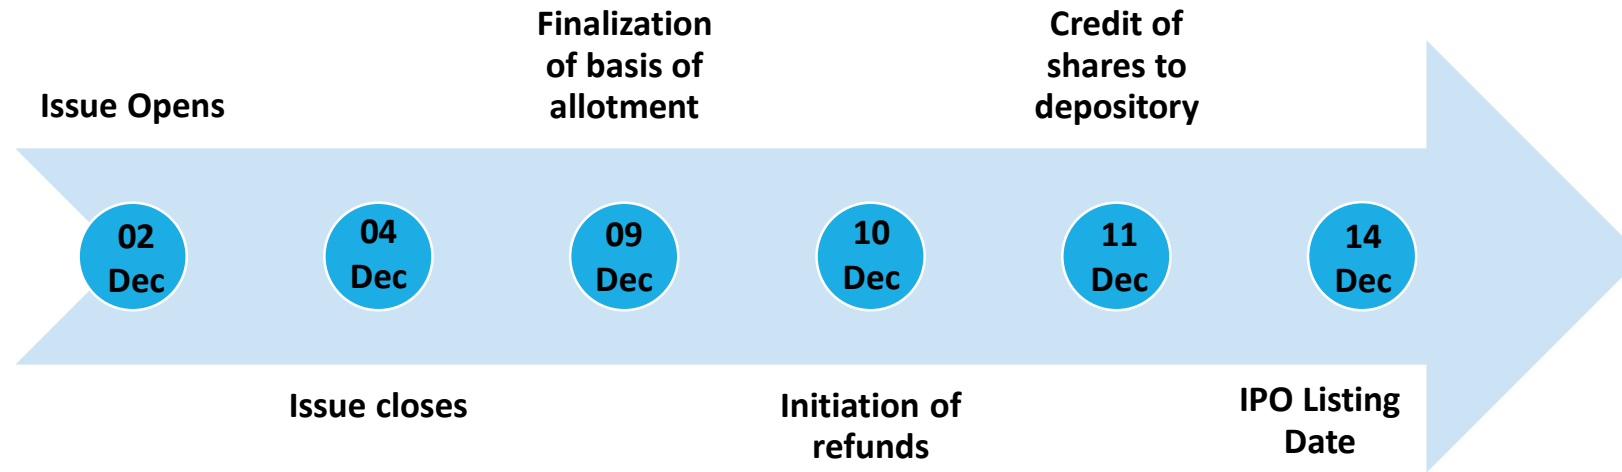 Issue Opens
Finalization
of basis of
allotment
Credit of
shares to
depository
02
Dec
04
Dec
09
Dec
10
Dec
11
Dec
14
Dec
Issue closes
Initiation of
refunds
IPO Listing
Date